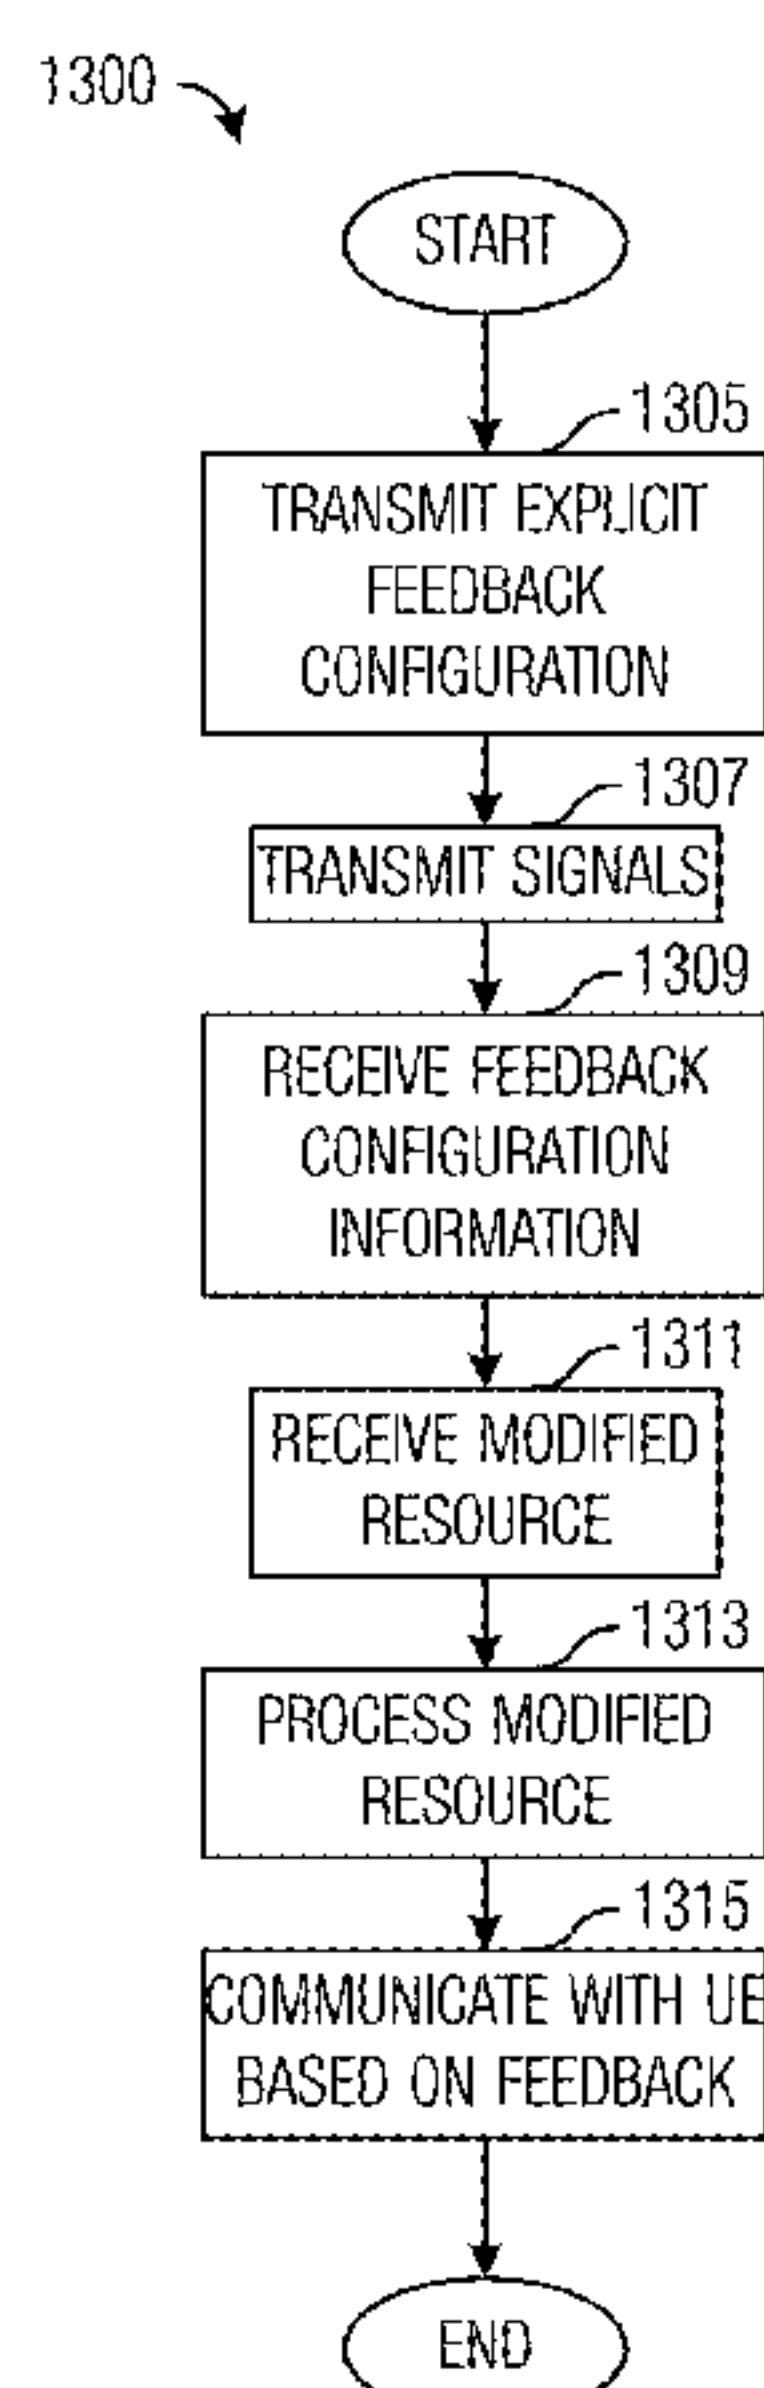 1300
START
1305
TRANSMIT EXPLICIT
FEEDBACK
CONFIGURATION
1307
TRANSMIT SIGNALS
1309
RECEIVE FEEDBACK
CONFIGURATION
INFORMATION
1311
RECEIVE MODIFIED
RESOURCE
1313
PROCESS MODIFIED
RESOURCE
1315
COMMUNICATE WITH UE
BASED ON FEEDBACK
END